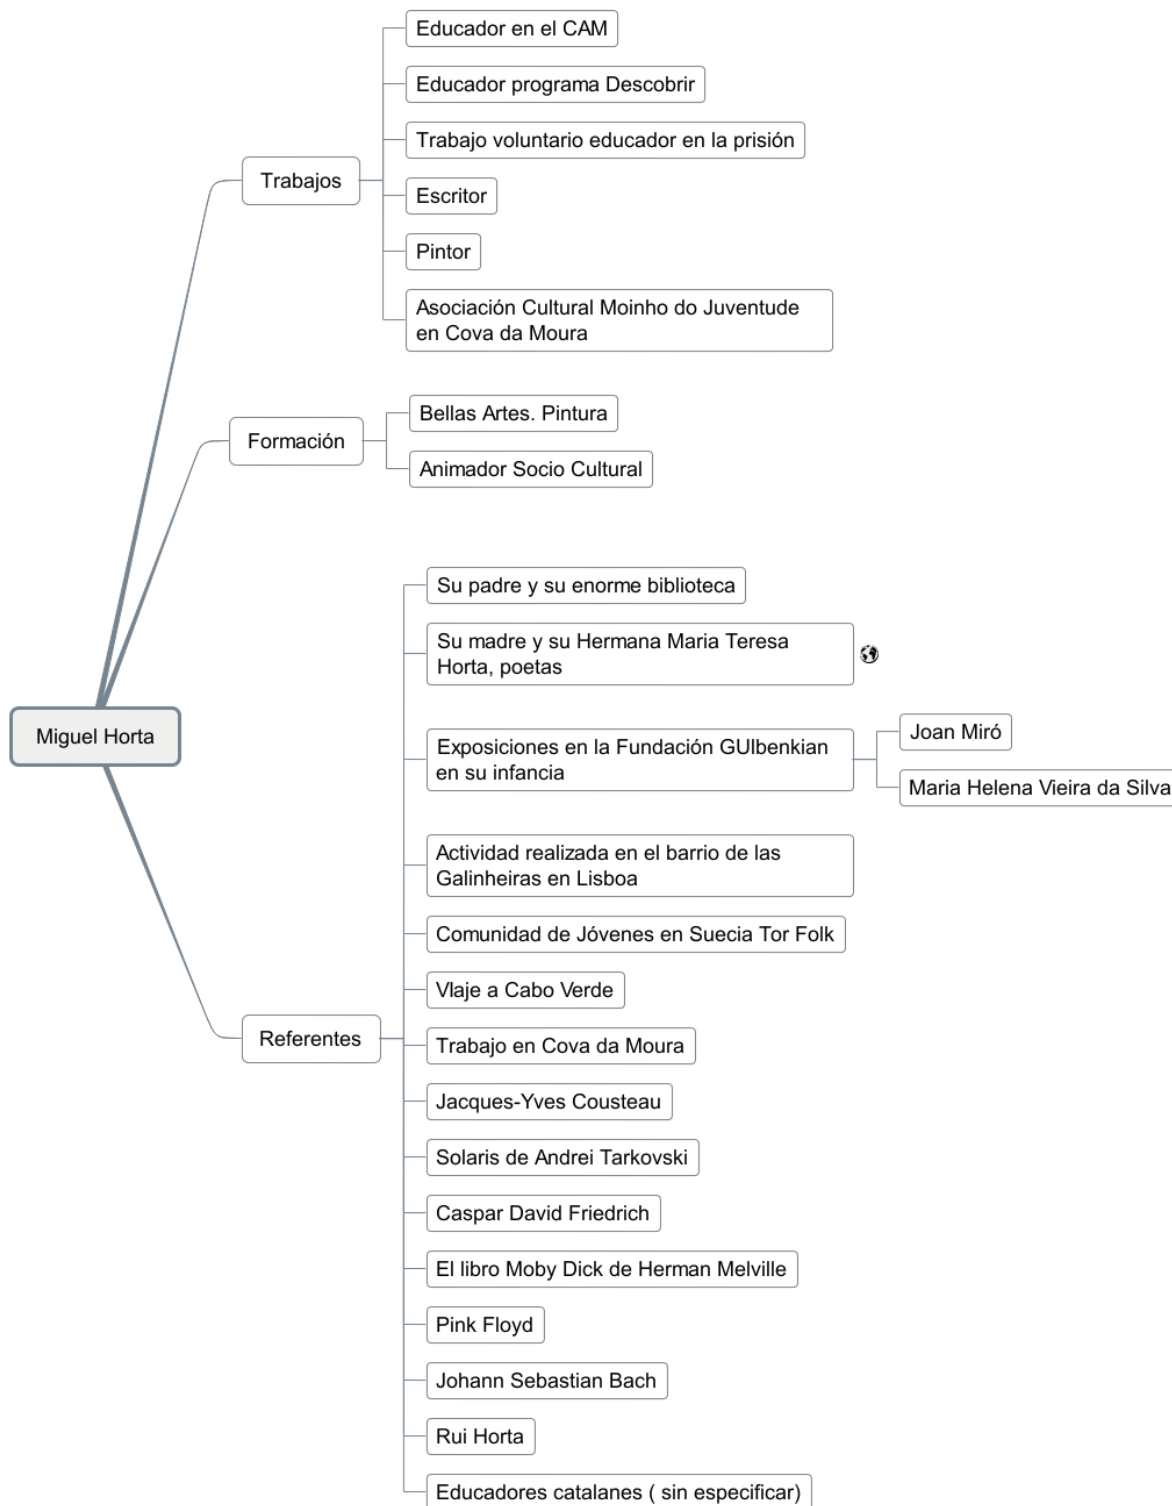 Educador en el CAM
Educador programa Descobrir
Trabajo voluntario educador en la prisión
Trabajos
Escritor
Pintor
Asociación Cultural Moinho do Juventude
en Cova da Moura
Bellas Artes. Pintura
Formación
Animador Socio Cultural
Su padre y su enorme biblioteca
Su madre y su Hermana Maria Teresa
Horta, poetas
Miguel Horta
Exposiciones en la Fundación GUlbenkian
en su infancia
Joan Miró
Maria Helena Vieira da Silva
Actividad realizada en el barrio de las
Galinheiras en Lisboa
Comunidad de Jóvenes en Suecia Tor Folk
VIaje a Cabo Verde
Referentes
Trabajo en Cova da Moura
Jacques-Yves Cousteau
Solaris de Andrei Tarkovski
Caspar David Friedrich
El libro Moby Dick de Herman Melville
Pink Floyd
Johann Sebastian Bach
Rui Horta
Educadores catalanes ( sin especificar)